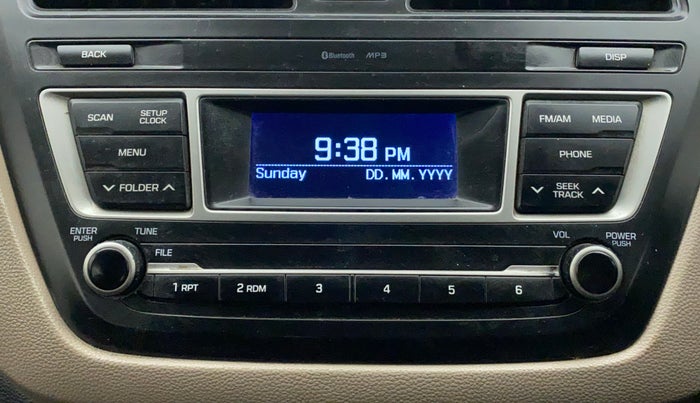 BACK
Bluetooth MP3
DISP
SCAN SETUP CLOCK
FM/AM MEDIA
9:38 PM
MENU
PHONE
Sunday DD.MM.YYYY
FOLDER
SEEK TRACK
ENTER PUSH
TUNE
VOL
POWER PUSH
FILE
1 RPT 2 RDM 3 4 5 6